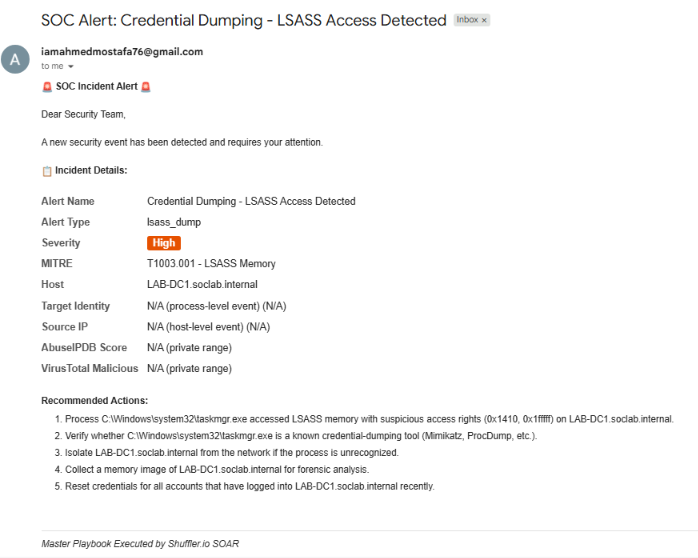 SOC Alert: Credential Dumping - LSASS Access Detected Inbox ×
A
iamahmedmostafa76@gmail.com
to me
🚨 SOC Incident Alert 🚨
Dear Security Team,
A new security event has been detected and requires your attention.
📋 Incident Details:
Alert Name Credential Dumping - LSASS Access Detected
Alert Type lsass_dump
Severity High
MITRE T1003.001 - LSASS Memory
Host LAB-DC1.soclab.internal
Target Identity N/A (process-level event) (N/A)
Source IP N/A (host-level event) (N/A)
AbuseIPDB Score N/A (private range)
VirusTotal Malicious N/A (private range)
Recommended Actions:
1. Process C:\Windows\system32\taskmgr.exe accessed LSASS memory with suspicious access rights (0x1410, 0x1fffff) on LAB-DC1.soclab.internal.
2. Verify whether C:\Windows\system32\taskmgr.exe is a known credential-dumping tool (Mimikatz, ProcDump, etc.).
3. Isolate LAB-DC1.soclab.internal from the network if the process is unrecognized.
4. Collect a memory image of LAB-DC1.soclab.internal for forensic analysis.
5. Reset credentials for all accounts that have logged into LAB-DC1.soclab.internal recently.
Master Playbook Executed by Shuffler.io SOAR